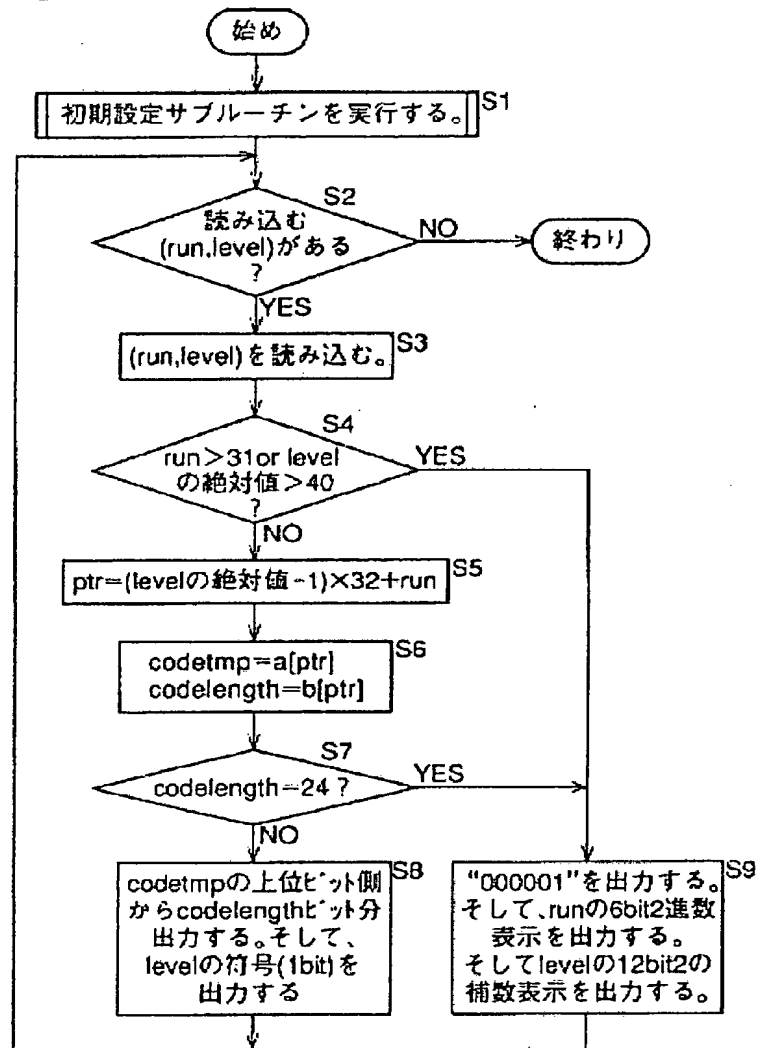 始め
初期設定サブルーチンを実行する。
S1
S2
読み込む
(run,level)がある
?
NO
終わり
YES
(run,level)を読み込む。
S3
S4
run>31or level
の絶対値>40
?
YES
NO
ptr=(levelの絶対値-1)×32+run
S5
codetmp=a[ptr]
codelength=b[ptr]
S6
S7
codelength=24?
YES
NO
codetmpの上位ビット側
からcodelengthビット分
出力する。そして、
levelの符号(1bit)を
出力する
S8
“000001”を出力する。
そして、runの6bit2進数
表示を出力する。
そしてlevelの12bit2の
補数表示を出力する。
S9